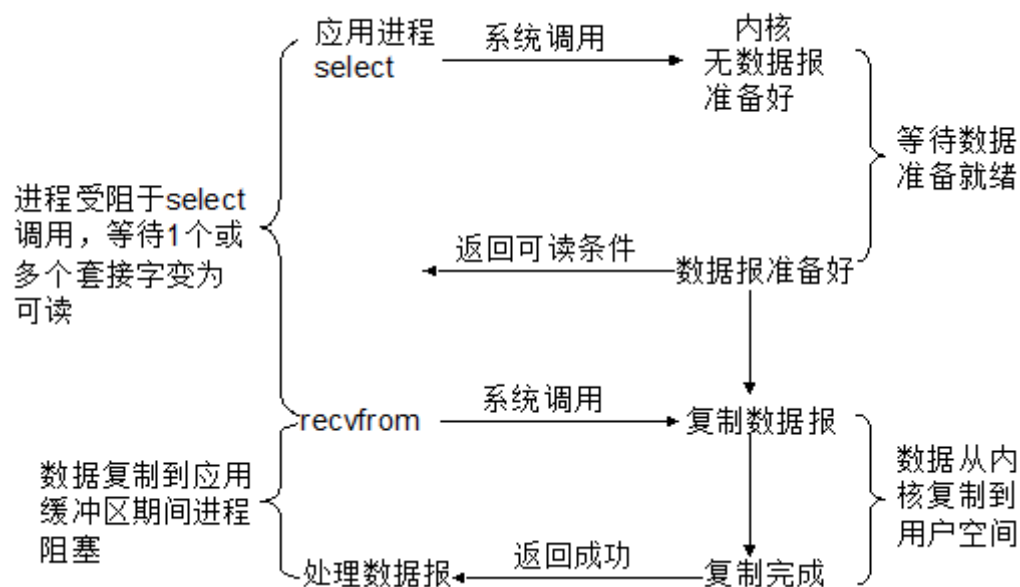 应用进程
select
系统调用
内核
无数据报
准备好
等待数据
准备就绪
进程受阻于select
调用，等待1个或
多个套接字变为
可读
返回可读条件
数据报准备好
recvfrom
系统调用
复制数据报
数据复制到应用
缓冲区期间进程
阻塞
数据从内
核复制到
用户空间
处理数据报
返回成功
复制完成